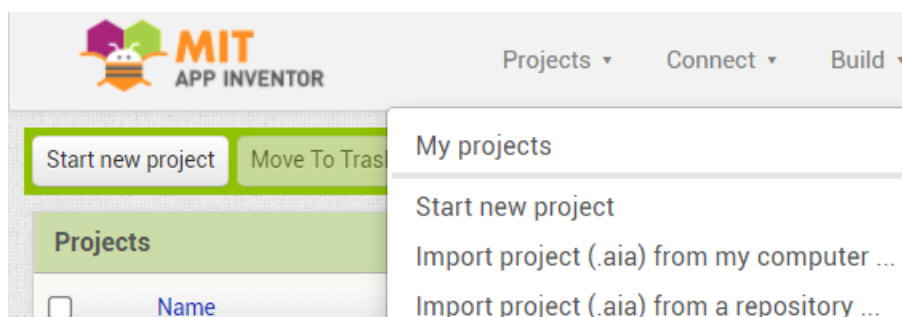 MIT
APP INVENTOR
Projects
Connect
Build
Start new project
Move To Tras
My projects
Start new project
Import project (.aia) from my computer ...
Import project (.aia) from a repository ...
Projects
Name